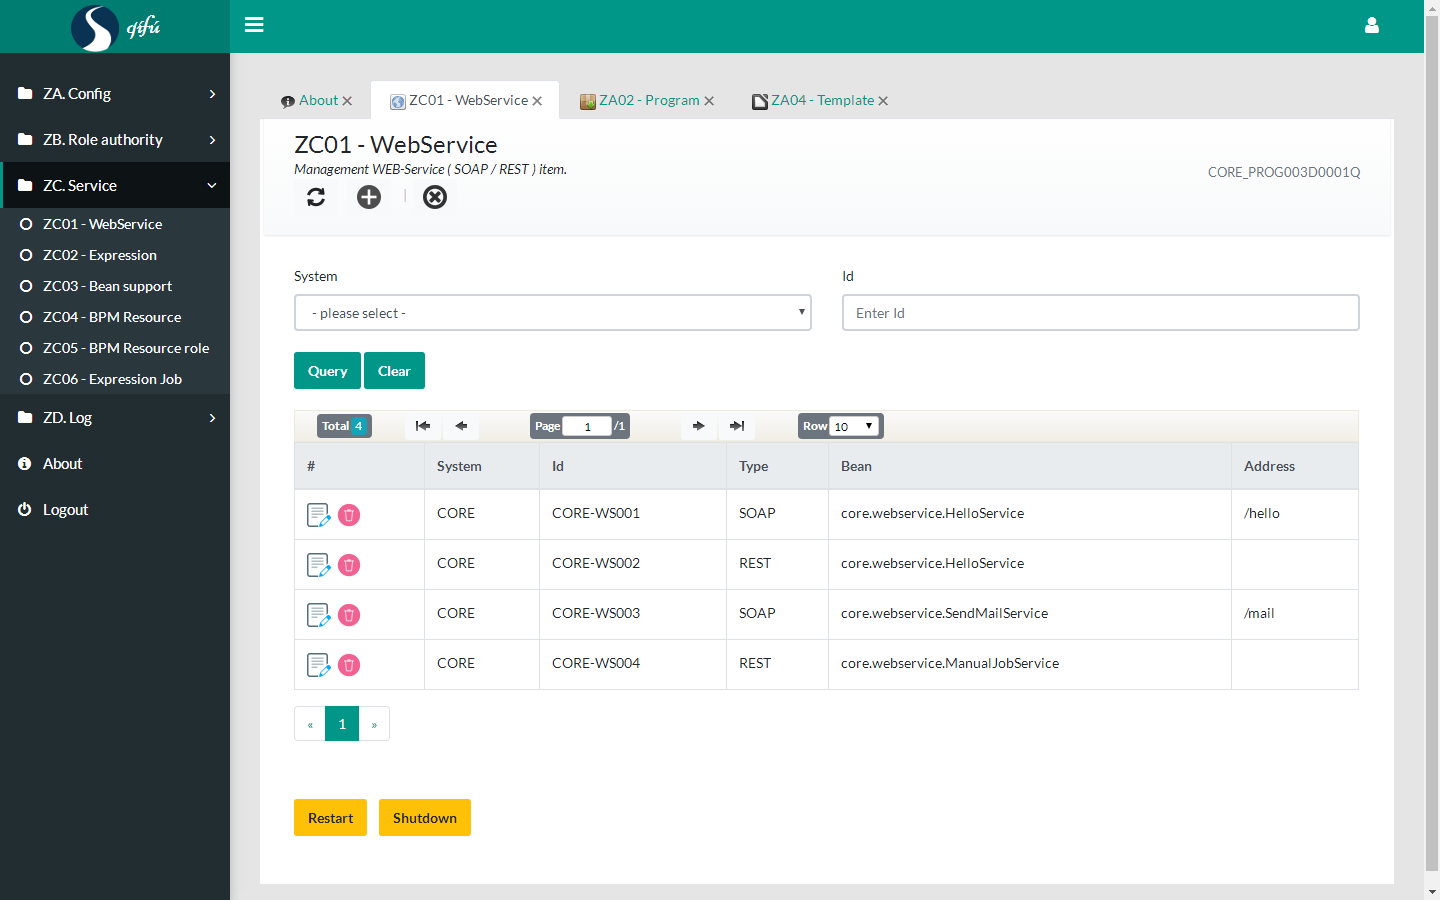 qífú
ZA. Config
ZB. Role authority
ZC. Service
ZC01 - WebService
ZC02 - Expression
ZC03 - Bean support
ZC04 - BPM Resource
ZC05 - BPM Resource role
ZC06 - Expression Job
ZD. Log
About
Logout
About ZC01 - WebService ZA02 - Program ZA04 - Template
ZC01 - WebService
Management WEB-Service ( SOAP / REST ) item.
CORE_PROG003D0001Q
System Id
- please select - Enter Id
Query Clear
Total 4 Page 1 /1 Row 10
# System Id Type Bean Address
CORE CORE-WS001 SOAP core.webservice.HelloService /hello
CORE CORE-WS002 REST core.webservice.HelloService
CORE CORE-WS003 SOAP core.webservice.SendMailService /mail
CORE CORE-WS004 REST core.webservice.ManualJobService
« 1 »
Restart Shutdown